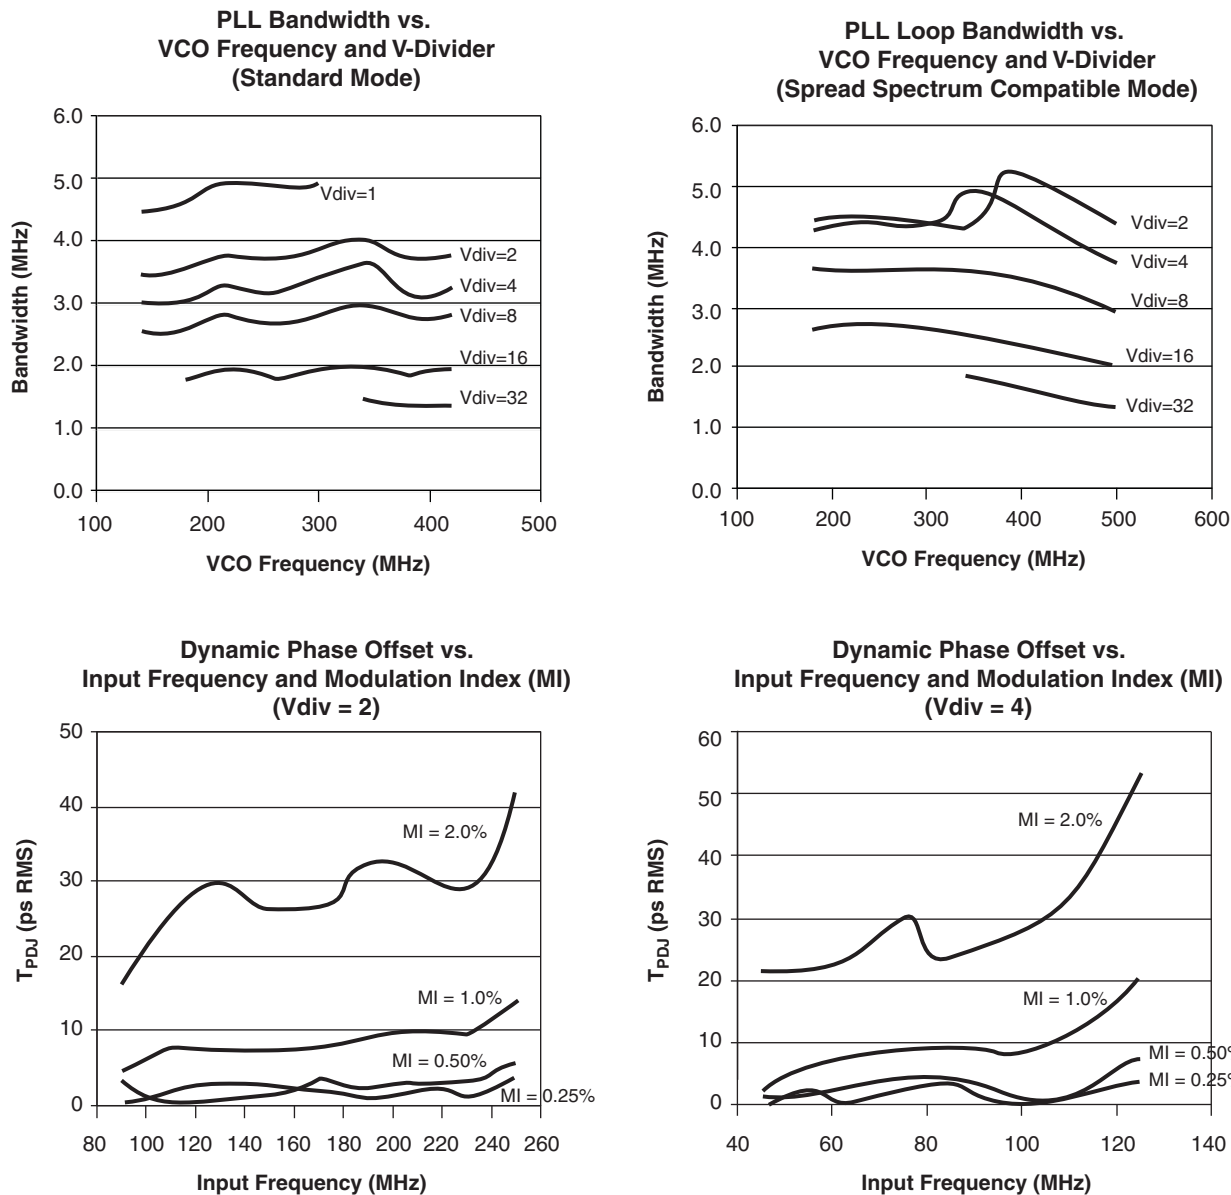 PLL Bandwidth vs.
VCO Frequency and V-Divider
(Standard Mode)
6.0
5.0
4.0
3.0
2.0
1.0
0.0
Bandwidth (MHz)
Vdiv=1
Vdiv=2
Vdiv=4
Vdiv=8
Vdiv=16
Vdiv=32
100 200 300 400 500
VCO Frequency (MHz)
PLL Loop Bandwidth vs.
VCO Frequency and V-Divider
(Spread Spectrum Compatible Mode)
6.0
5.0
4.0
3.0
2.0
1.0
0.0
Bandwidth (MHz)
Vdiv=2
Vdiv=4
Vdiv=8
Vdiv=16
Vdiv=32
100 200 300 400 500 600
VCO Frequency (MHz)
Dynamic Phase Offset vs.
Input Frequency and Modulation Index (MI)
(Vdiv = 2)
50
40
30
20
10
0
TPDJ (ps RMS)
MI = 2.0%
MI = 1.0%
MI = 0.50%
MI = 0.25%
80 100 120 140 160 180 200 220 240 260
Input Frequency (MHz)
Dynamic Phase Offset vs.
Input Frequency and Modulation Index (MI)
(Vdiv = 4)
60
50
40
30
20
10
0
TPDJ (ps RMS)
MI = 2.0%
MI = 1.0%
MI = 0.50%
MI = 0.25%
40 60 80 100 120 140
Input Frequency (MHz)